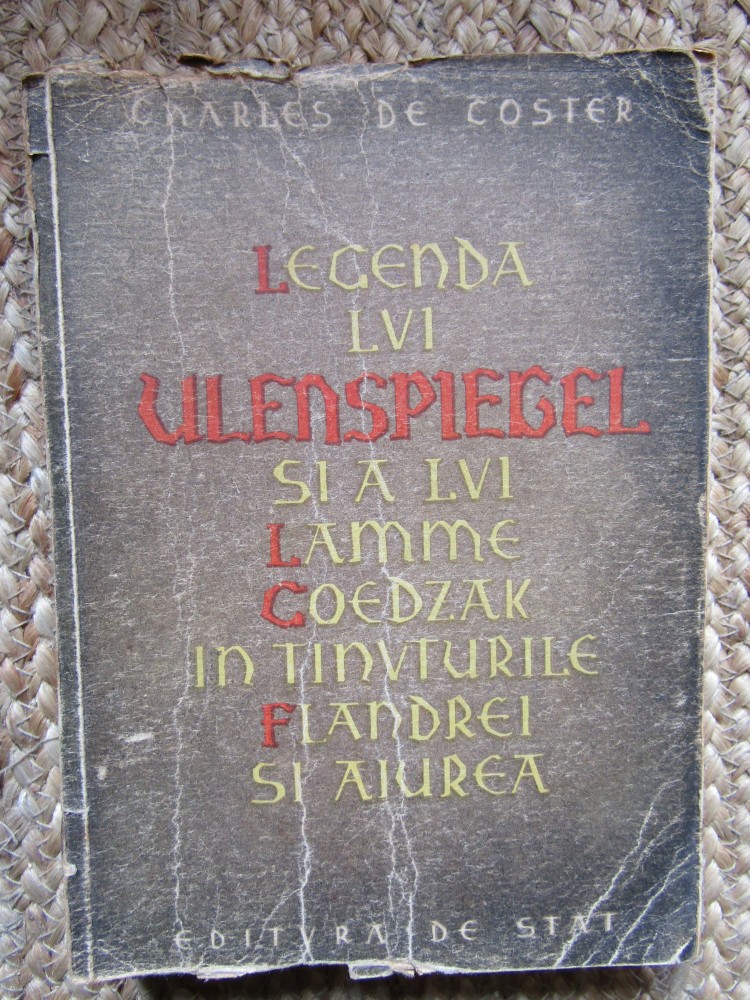 CHARLES DE COSTER
LEGENDA
LVI
ULENSPIEGEL
SI A LVI
LAMME
GOEDZAK
IN TINVTURILE
FLANDREI
SI AIUREA
EDITVRA DE STAT